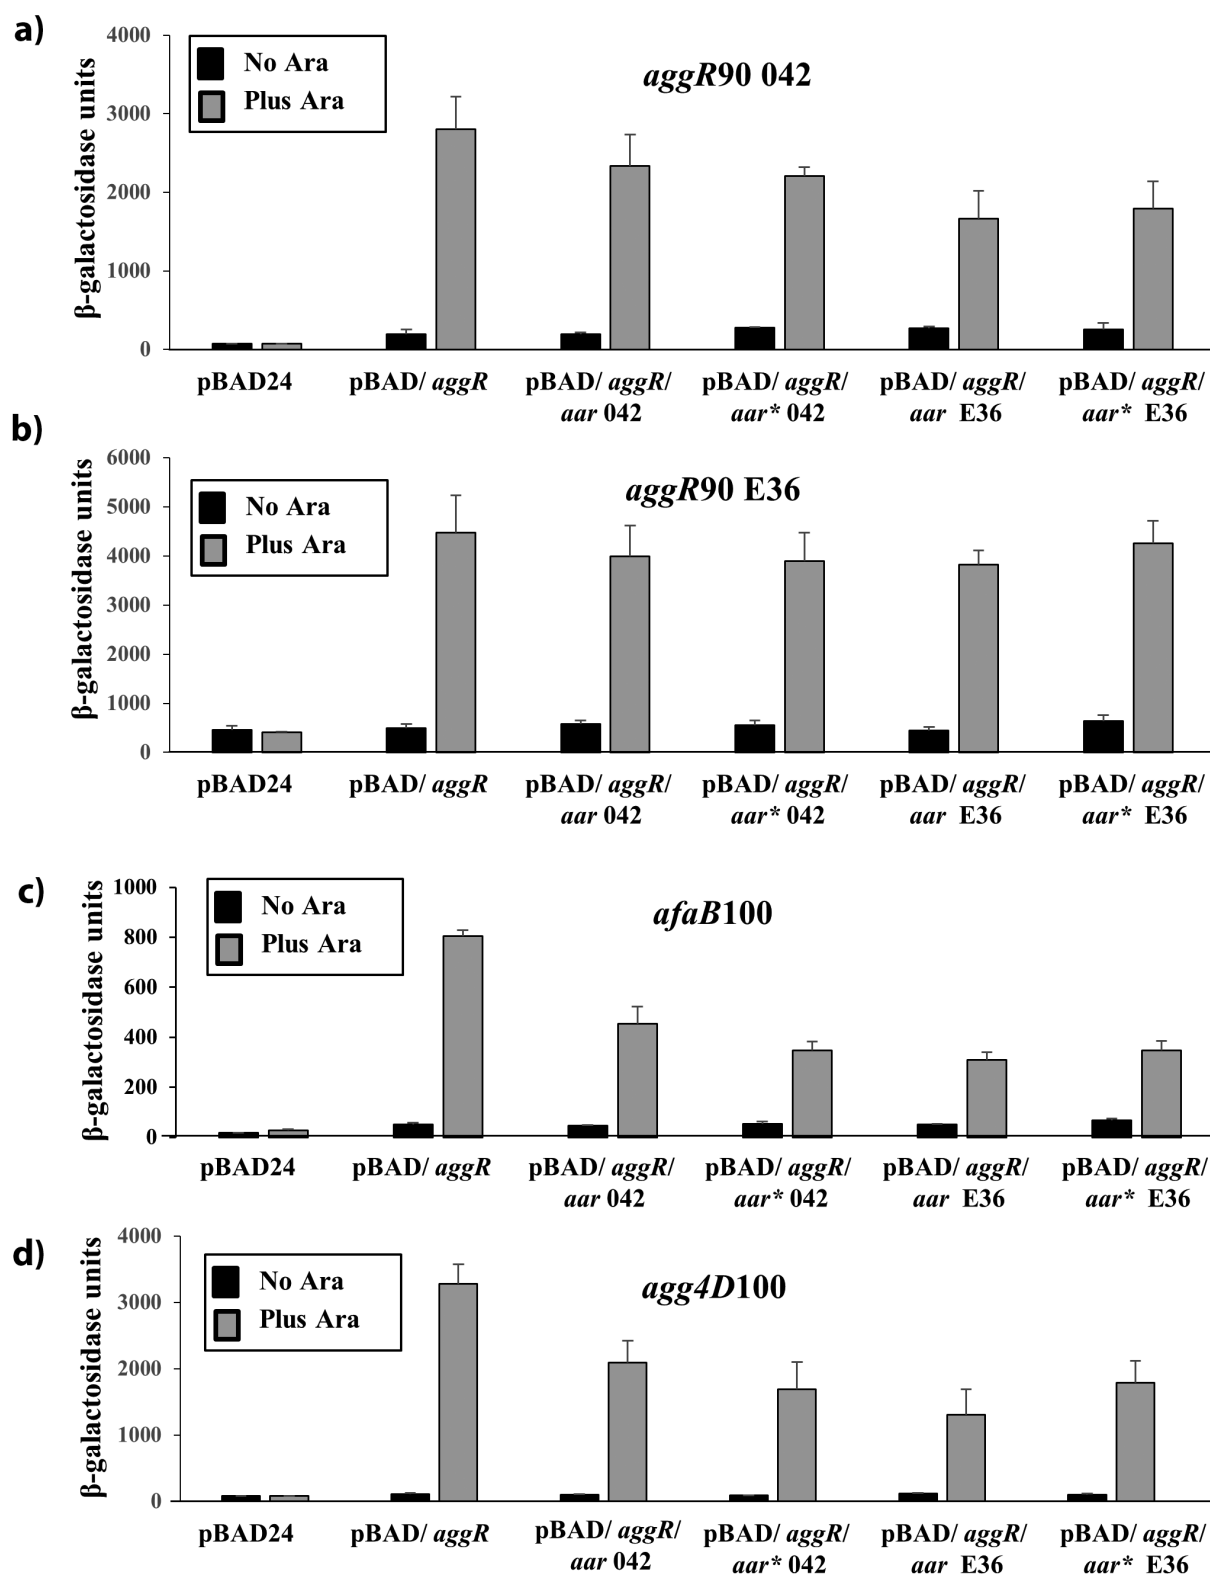 a)
4000
3000
2000
1000
0
β-galactosidase units
No Ara
Plus Ara
aggR90 042
pBAD24
pBAD/ aggR
pBAD/ aggR/
aar 042
pBAD/ aggR/
aar* 042
pBAD/ aggR/
aar E36
pBAD/ aggR/
aar* E36
b)
6000
5000
4000
3000
2000
1000
0
β-galactosidase units
No Ara
Plus Ara
aggR90 E36
pBAD24
pBAD/ aggR
pBAD/ aggR/
aar 042
pBAD/ aggR/
aar* 042
pBAD/ aggR/
aar E36
pBAD/ aggR/
aar* E36
c)
1000
800
600
400
200
0
β-galactosidase units
No Ara
Plus Ara
afaB100
pBAD24
pBAD/ aggR
pBAD/ aggR/
aar 042
pBAD/ aggR/
aar* 042
pBAD/ aggR/
aar E36
pBAD/ aggR/
aar* E36
d)
4000
3000
2000
1000
0
β-galactosidase units
No Ara
Plus Ara
agg4D100
pBAD24
pBAD/ aggR
pBAD/ aggR/
aar 042
pBAD/ aggR/
aar* 042
pBAD/ aggR/
aar E36
pBAD/ aggR/
aar* E36